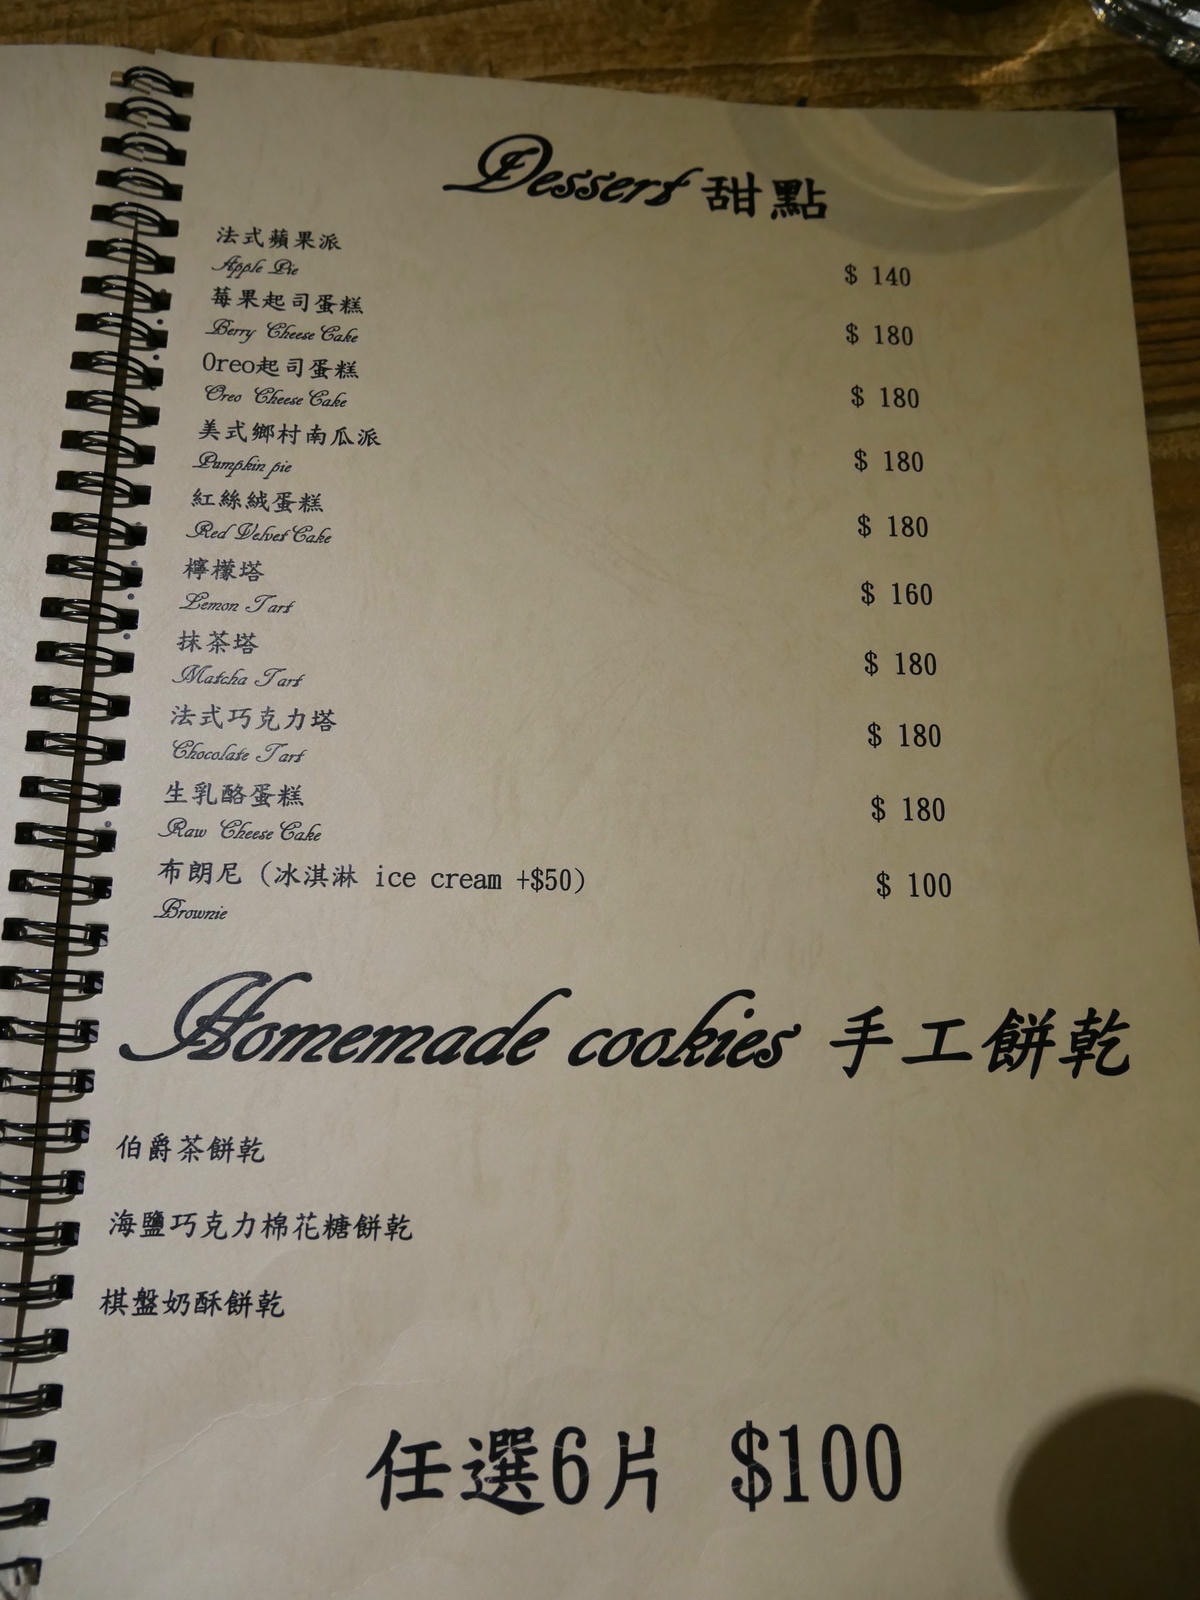 Dessert 甜點
法式蘋果派
Apple Pie
$ 140
莓果起司蛋糕
Berry Cheese Cake
$ 180
Oreo起司蛋糕
Oreo Cheese Cake
$ 180
美式鄉村南瓜派
Pumpkin pie
$ 180
紅絲絨蛋糕
Red Velvet Cake
$ 180
檸檬塔
Lemon Tart
$ 160
抹茶塔
Matcha Tart
$ 180
法式巧克力塔
Chocolate Tart
$ 180
生乳酪蛋糕
Raw Cheese Cake
$ 180
布朗尼 (冰淇淋 ice cream +$50)
$ 100
Brownie
Homemade cookies 手工餅乾
伯爵茶餅乾
海鹽巧克力棉花糖餅乾
棋盤奶酥餅乾
任選6片 $100